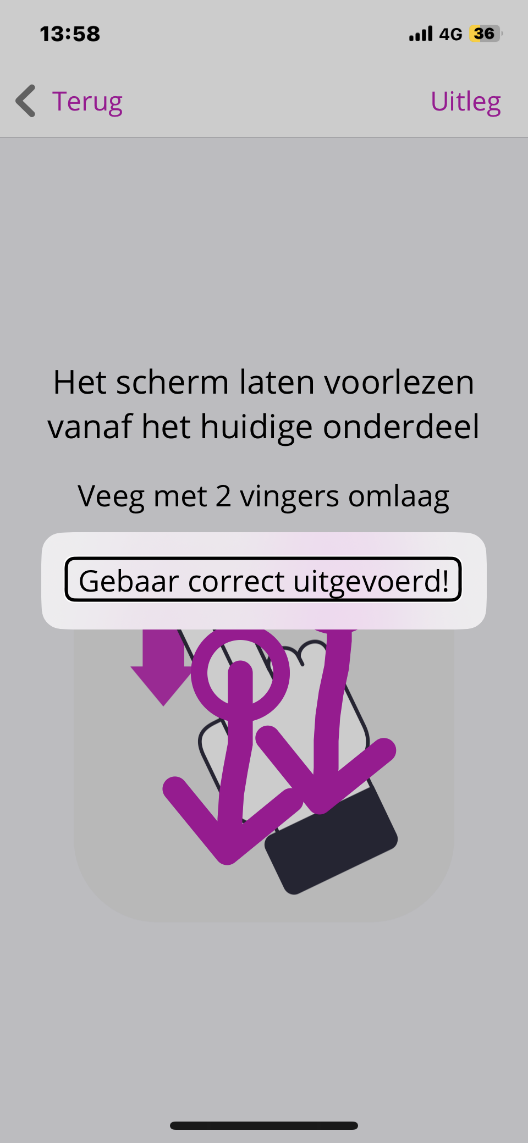 13:58
4G 36
Terug
Uitleg
Het scherm laten voorlezen
vanaf het huidige onderdeel
Veeg met 2 vingers omlaag
Gebaar correct uitgevoerd!